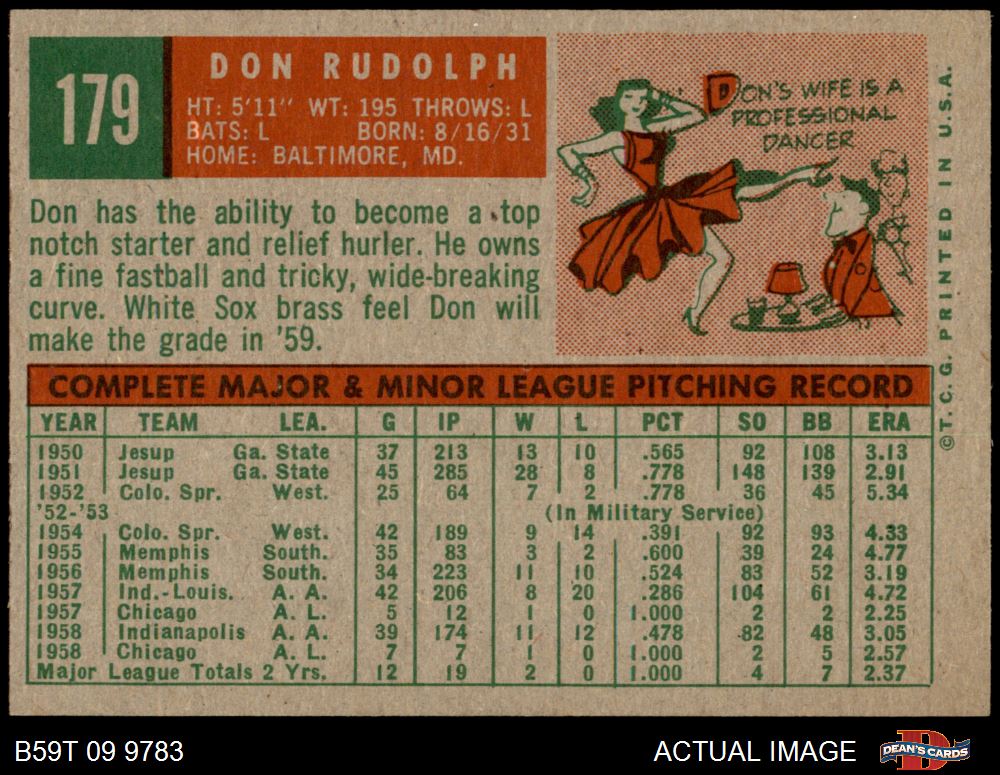 179
DON RUDOLPH
HT: 5'11" WT: 195 THROWS: L
BATS: L BORN: 8/16/31
HOME: BALTIMORE, MD.
DON'S WIFE IS A
PROFESSIONAL
DANCER
Don has the ability to become a top
notch starter and relief hurler. He owns
a fine fastball and tricky, wide-breaking
curve. White Sox brass feel Don will
make the grade in '59.
©T. C. G. PRINTED IN U.S.A.
COMPLETE MAJOR & MINOR LEAGUE PITCHING RECORD
YEAR TEAM LEA. G IP W L PCT SO BB ERA
1950 Jesup Ga. State 37 213 13 10 .565 92 108 3.13
1951 Jesup Ga. State 45 285 28 8 .778 148 139 2.91
1952 Colo. Spr. West. 25 64 7 2 .778 36 45 5.34
'52-'53 (In Military Service)
1954 Colo. Spr. West. 42 189 9 14 .391 92 93 4.33
1955 Memphis South. 35 83 3 2 .600 39 24 4.77
1956 Memphis South. 34 223 11 10 .524 83 52 3.19
1957 Ind.-Louis. A. A. 42 206 8 20 .286 104 61 4.72
1957 Chicago A. L. 5 12 1 0 1.000 2 2 2.25
1958 Indianapolis A. A. 39 174 11 12 .478 82 48 3.05
1958 Chicago A. L. 7 7 1 0 1.000 2 5 2.57
Major League Totals 2 Yrs. 12 19 2 0 1.000 4 7 2.37
B59T 09 9783
ACTUAL IMAGE
DEAN'S CARDS